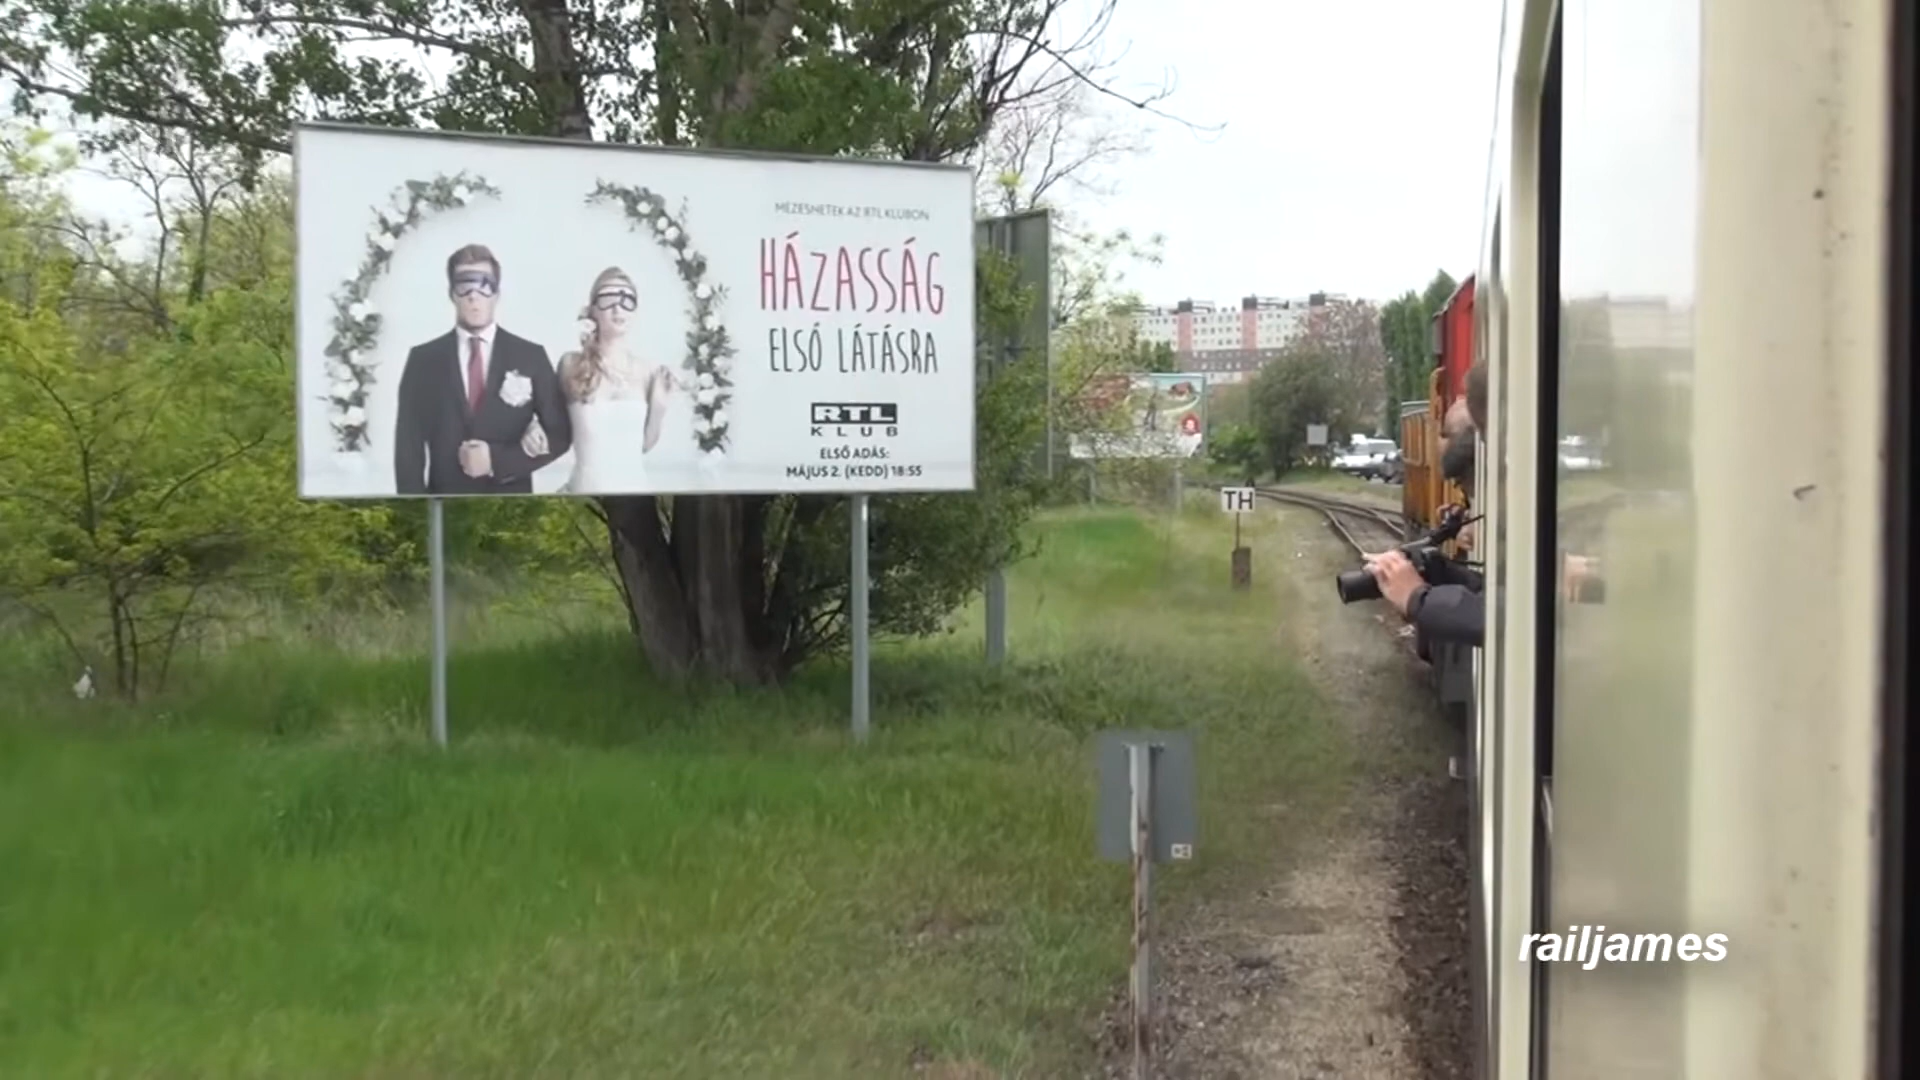 MÉZESHETEK AZ RTL KLUBON
HÁZASSÁG
ELSŐ LÁTÁSRA
RTL
KLUB
ELSŐ ADÁS:
MÁJUS 2. (KEDD) 18:55
TH
railjames